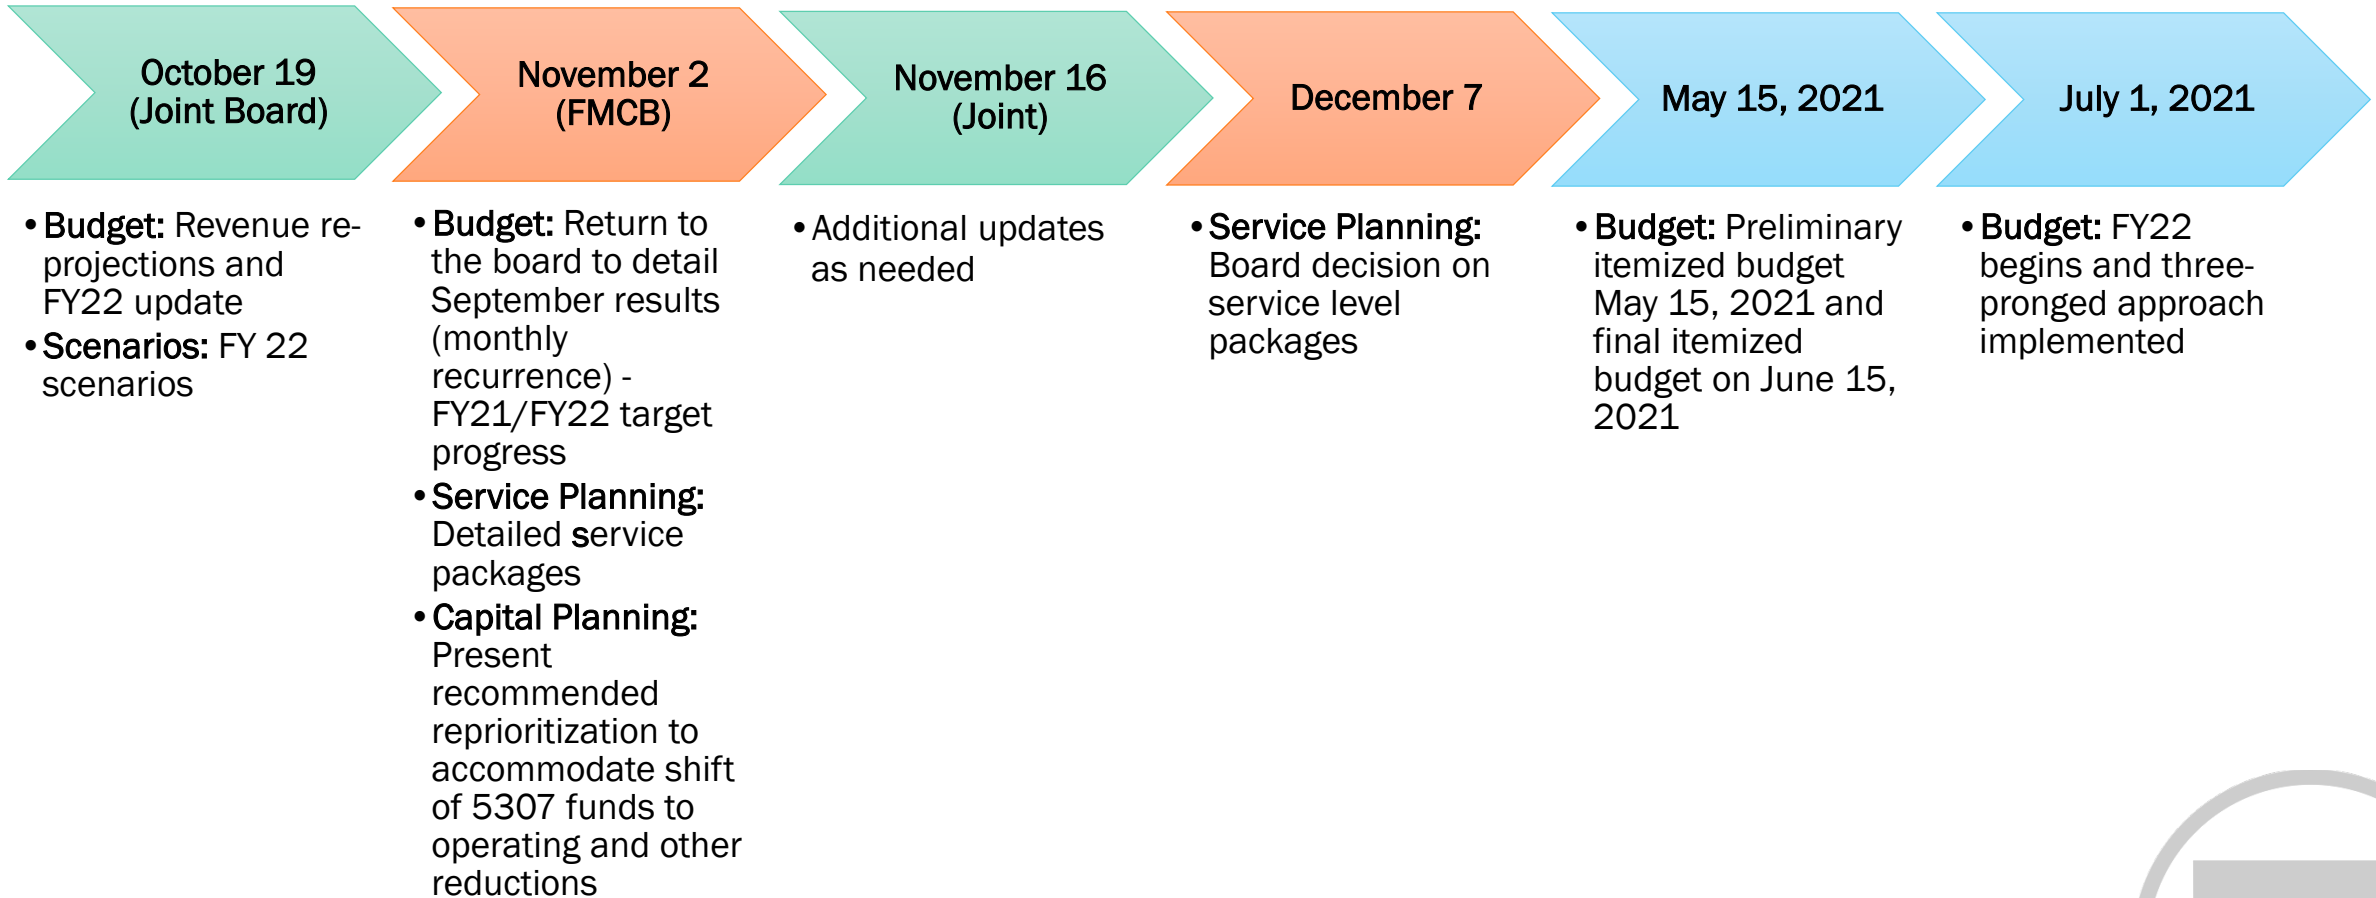 October 19
(Joint Board)
•Budget: Revenue re-
projections and
FY22 update
•Scenarios: FY 22
scenarios
November 2
(FMCB)
•Budget: Return to
the board to detail
September results
(monthly
recurrence) -
FY21/FY22 target
progress
•Service Planning:
Detailed service
packages
•Capital Planning:
Present
recommended
reprioritization to
accommodate shift
of 5307 funds to
operating and other
reductions
November 16
(Joint)
•Additional updates
as needed
December 7
•Service Planning:
Board decision on
service level
packages
May 15, 2021
•Budget: Preliminary
itemized budget
May 15, 2021 and
final itemized
budget on June 15,
2021
July 1, 2021
•Budget: FY22
begins and three-
pronged approach
implemented